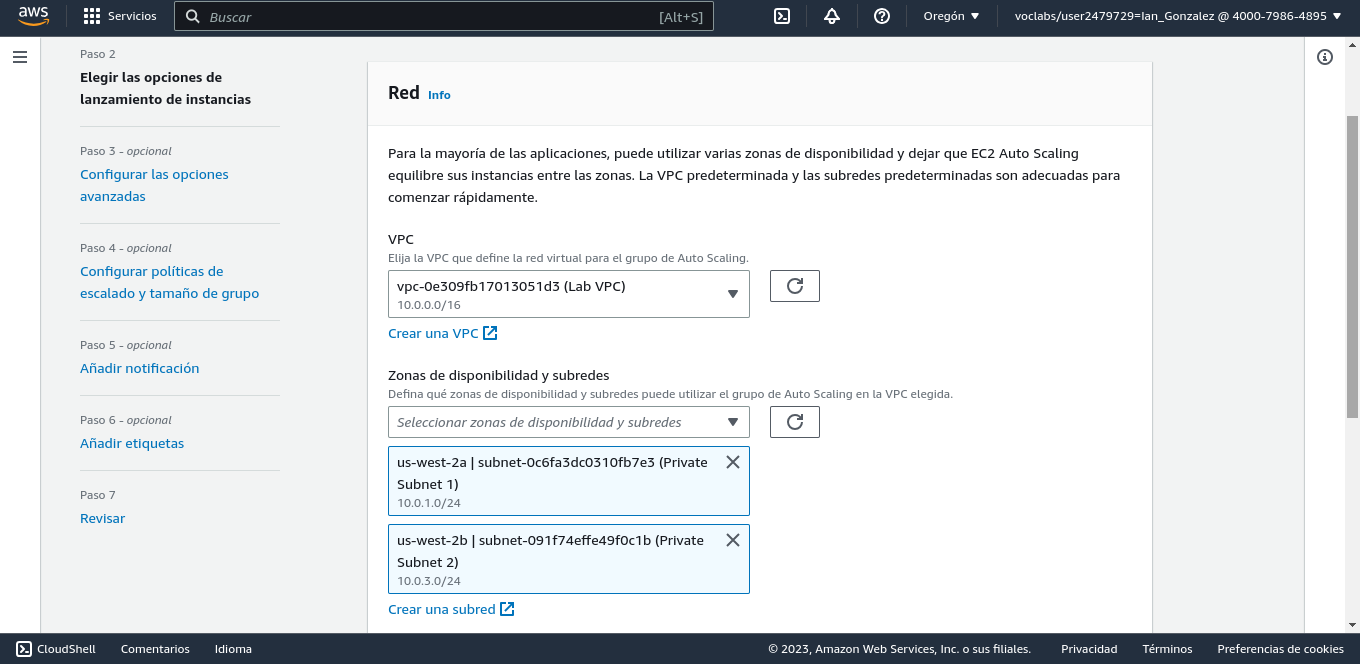 aws
Servicios
Buscar
[Alt+S]
Oregón
voclabs/user2479729=Ian_Gonzalez @ 4000-7986-4895
Paso 2
Elegir las opciones de
lanzamiento de instancias
Paso 3 - opcional
Configurar las opciones
avanzadas
Paso 4 - opcional
Configurar políticas de
escalado y tamaño de grupo
Paso 5 - opcional
Añadir notificación
Paso 6 - opcional
Añadir etiquetas
Paso 7
Revisar
Red Info
Para la mayoría de las aplicaciones, puede utilizar varias zonas de disponibilidad y dejar que EC2 Auto Scaling
equilibre sus instancias entre las zonas. La VPC predeterminada y las subredes predeterminadas son adecuadas para
comenzar rápidamente.
VPC
Elija la VPC que define la red virtual para el grupo de Auto Scaling.
vpc-0e309fb17013051d3 (Lab VPC)
10.0.0.0/16
Crear una VPC
Zonas de disponibilidad y subredes
Defina qué zonas de disponibilidad y subredes puede utilizar el grupo de Auto Scaling en la VPC elegida.
Seleccionar zonas de disponibilidad y subredes
us-west-2a | subnet-0c6fa3dc0310fb7e3 (Private
Subnet 1)
10.0.1.0/24
us-west-2b | subnet-091f74effe49f0c1b (Private
Subnet 2)
10.0.3.0/24
Crear una subred
CloudShell
Comentarios
Idioma
© 2023, Amazon Web Services, Inc. o sus filiales.
Privacidad
Términos
Preferencias de cookies